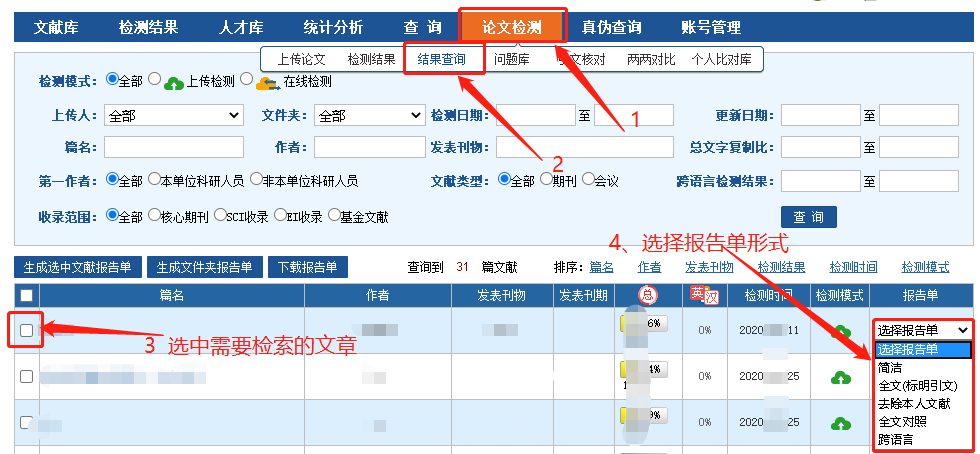 文献库 检测结果 人才库 统计分析 查 询 论文检测 真伪查询 账号管理
上传论文 检测结果 结果查询 问题库 文核对 两两对比 个人比对库
检测模式: 全部 上传检测 在线检测
上传人: 全部 文件夹: 全部 检测日期: 至 更新日期: 至
1
篇名: 作者: 发表刊物: 总文字复制比: 至
2
第一作者: 全部 本单位科研人员 非本单位科研人员 文献类型: 全部 期刊 会议 跨语言检测结果: 至
收录范围: 全部 核心期刊 SCI收录 EI收录 基金文献 查 询
4、选择报告单形式
生成选中文献报告单 生成文件夹报告单 下载报告单 查询到 31 篇文献 排序: 篇名 作者 发表刊物 检测结果 检测时间 检测模式
篇名 作者 发表刊物 发表刊期 总 英汉 检测时间 检测模式 报告单
6% 0% 2020 11 选择报告单
3 选中需要检索的文章
选择报告单
简洁
4% 0% 2020 25 全文(标明引文)
1
去除本人文献
9% 0% 2020 25 全文对照
跨语言